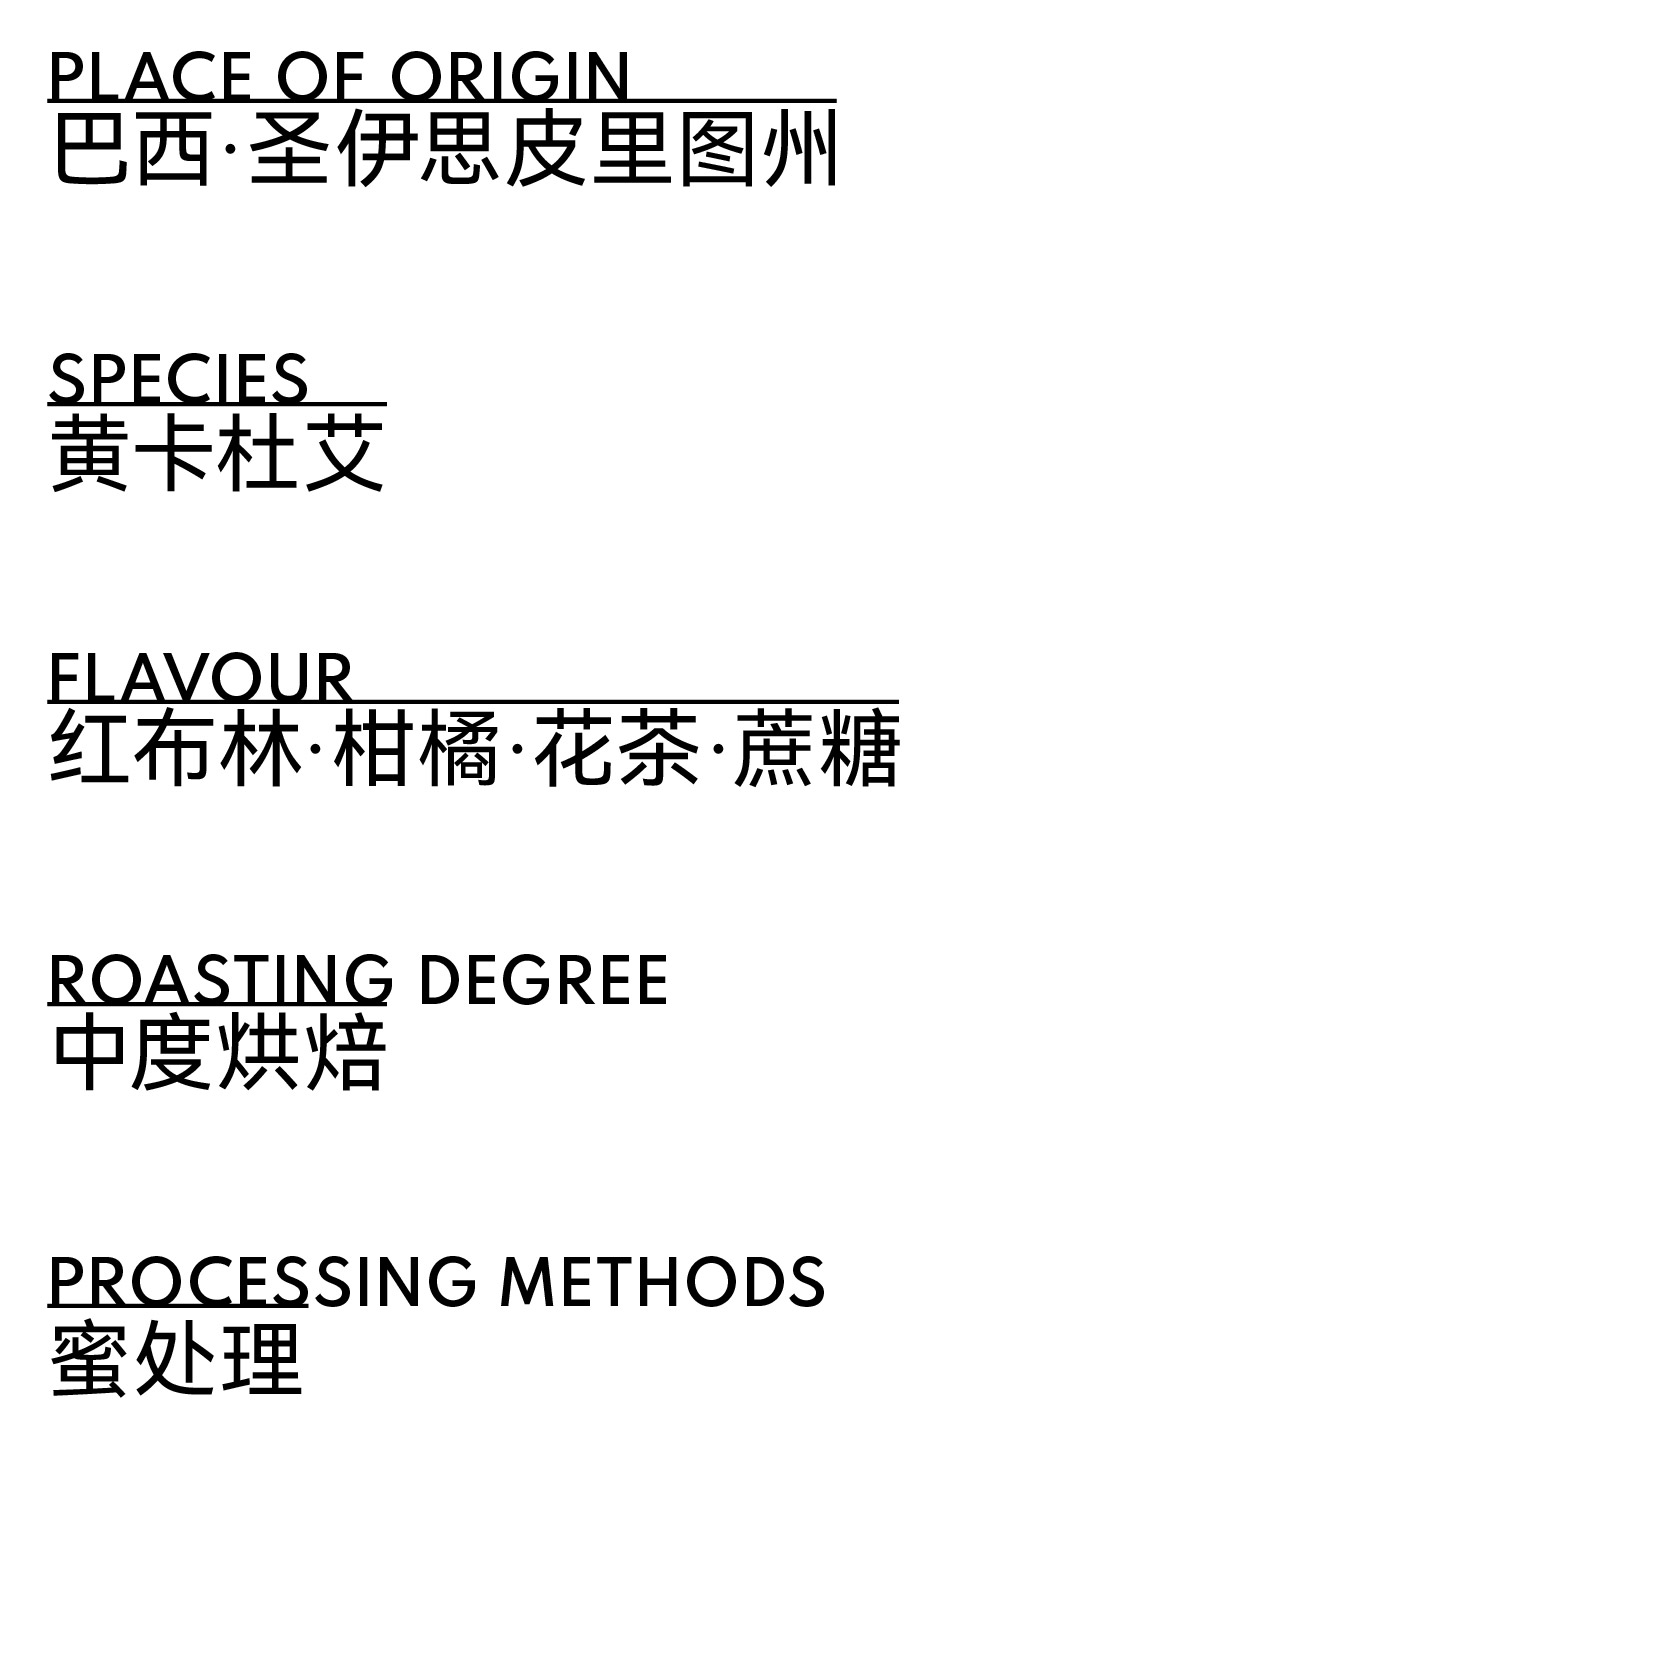 PLACE OF ORIGIN
巴西·圣伊思皮里图州
SPECIES
黄卡杜艾
FLAVOUR
红布林·柑橘·花茶·蔗糖
ROASTING DEGREE
中度烘焙
PROCESSING METHODS
蜜处理